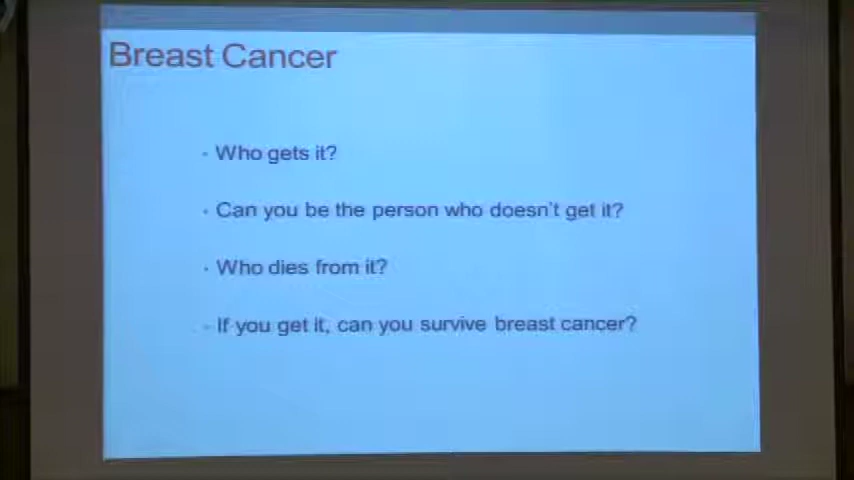 Breast Cancer
- Who gets it?
- Can you be the person who doesn't get it?
- Who dies from it?
- If you get it, can you survive breast cancer?